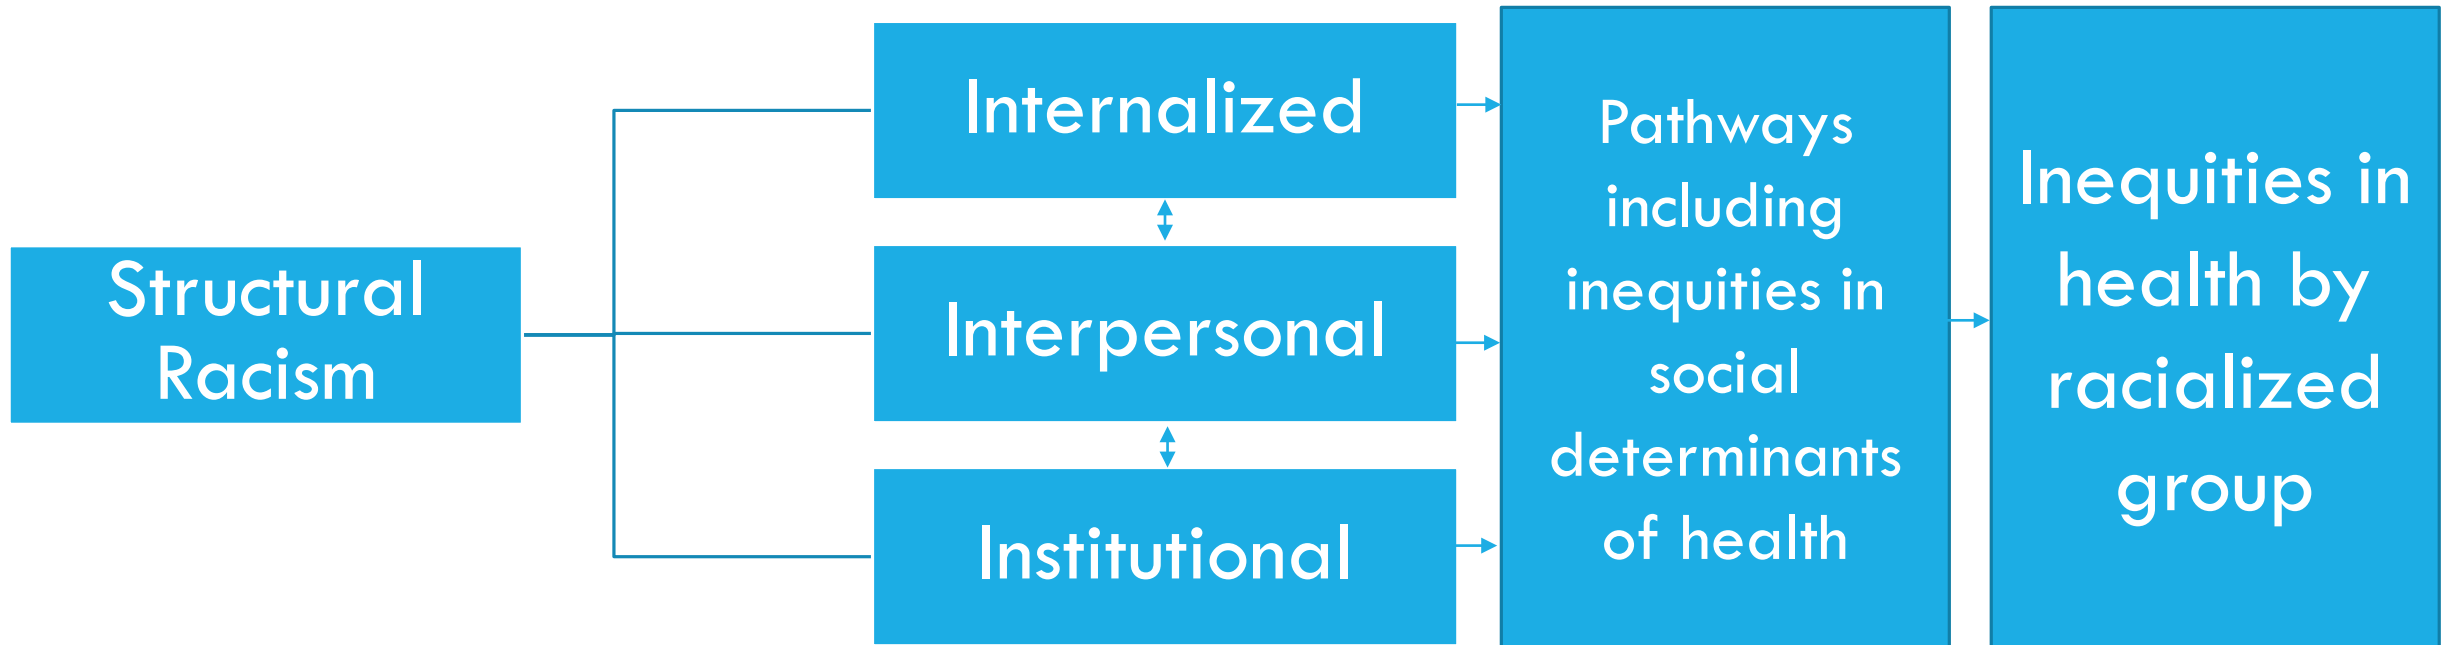 Structural
Racism
Internalized
Interpersonal
Institutional
Pathways
including
inequities in
social
determinants
of health
Inequities in
health by
racialized
group